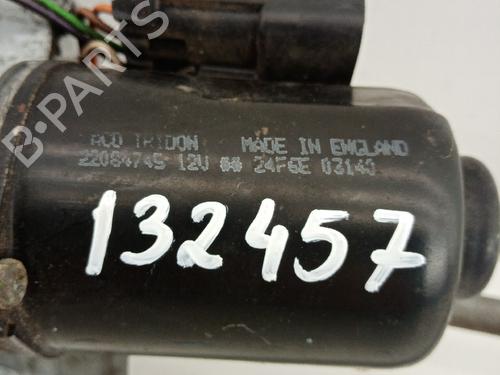 ACD TRIDON MADE IN ENGLAND
22084745 12V ## 24F6E 03140
132457
B-PARTS